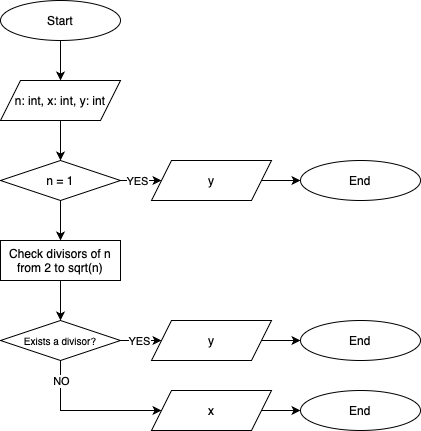 Start
n: int, x: int, y: int
n = 1
YES
y
End
Check divisors of n
from 2 to sqrt(n)
Exists a divisor?
YES
y
End
NO
x
End